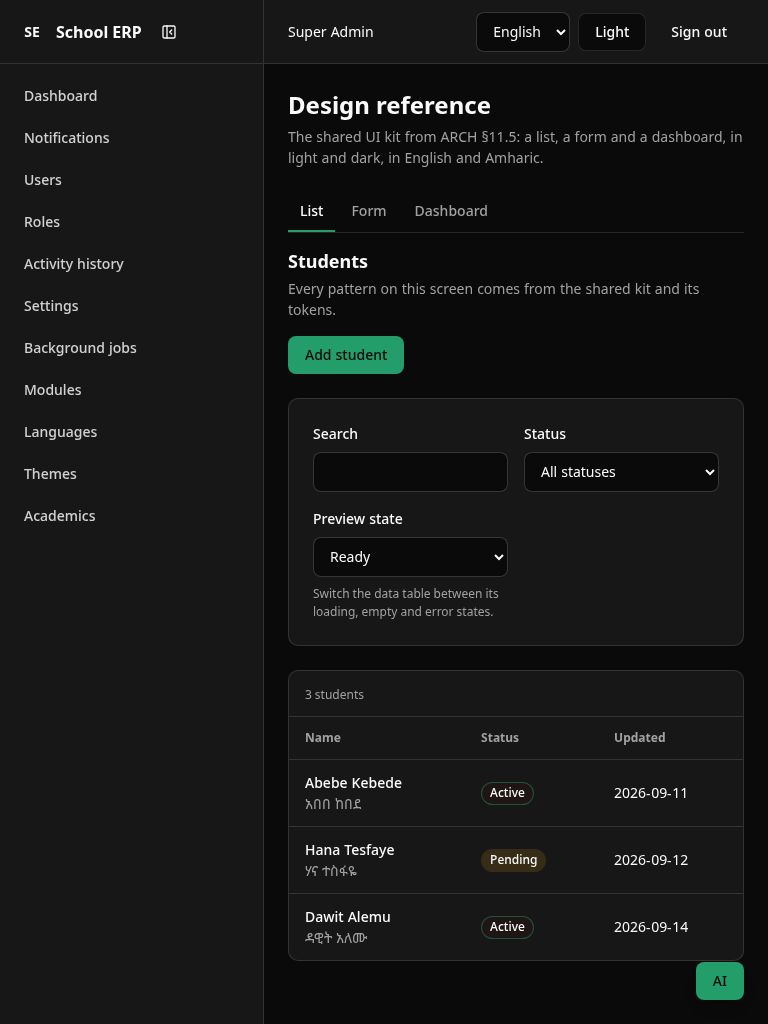 SE School ERP
Super Admin
English
Light
Sign out
Dashboard
Notifications
Users
Roles
Activity history
Settings
Background jobs
Modules
Languages
Themes
Academics
Design reference
The shared UI kit from ARCH §11.5: a list, a form and a dashboard, in
light and dark, in English and Amharic.
List Form Dashboard
Students
Every pattern on this screen comes from the shared kit and its
tokens.
Add student
Search Status
All statuses
Preview state
Ready
Switch the data table between its
loading, empty and error states.
3 students
Name Status Updated
Abebe Kebede
አበበ ከበደ
Active 2026-09-11
Hana Tesfaye
ሃና ተስፋዬ
Pending 2026-09-12
Dawit Alemu
ዳዊት አለሙ
Active 2026-09-14
AI